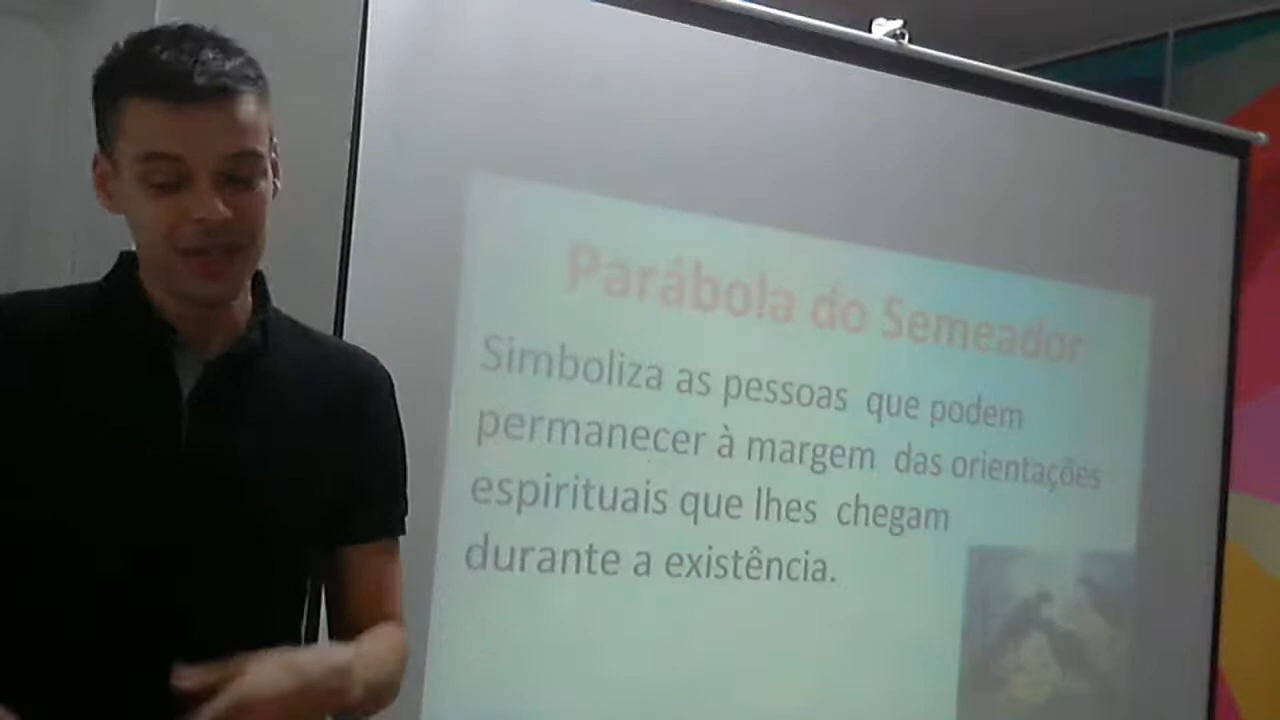 Parábola do Semeador
Simboliza as pessoas que podem
permanecer à margem das orientações
espirituais que lhes chegam
durante a existência.